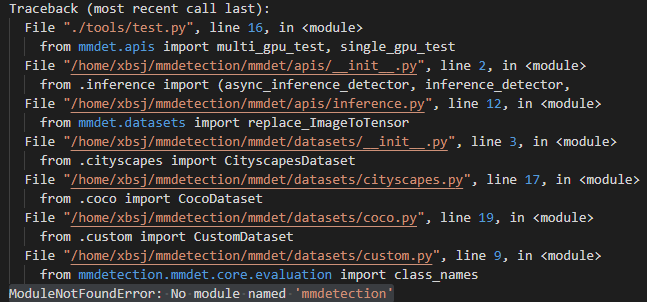 Traceback (most recent call last):
File "./tools/test.py", line 16, in <module>
from mmdet.apis import multi_gpu_test, single_gpu_test
File "/home/xbsj/mmdetection/mmdet/apis/__init__.py", line 2, in <module>
from .inference import (async_inference_detector, inference_detector,
File "/home/xbsj/mmdetection/mmdet/apis/inference.py", line 12, in <module>
from mmdet.datasets import replace_ImageToTensor
File "/home/xbsj/mmdetection/mmdet/datasets/__init__.py", line 3, in <module>
from .cityscapes import CityscapesDataset
File "/home/xbsj/mmdetection/mmdet/datasets/cityscapes.py", line 17, in <module>
from .coco import CocoDataset
File "/home/xbsj/mmdetection/mmdet/datasets/coco.py", line 19, in <module>
from .custom import CustomDataset
File "/home/xbsj/mmdetection/mmdet/datasets/custom.py", line 9, in <module>
from mmdetection.mmdet.core.evaluation import class_names
ModuleNotFoundError: No module named 'mmdetection'